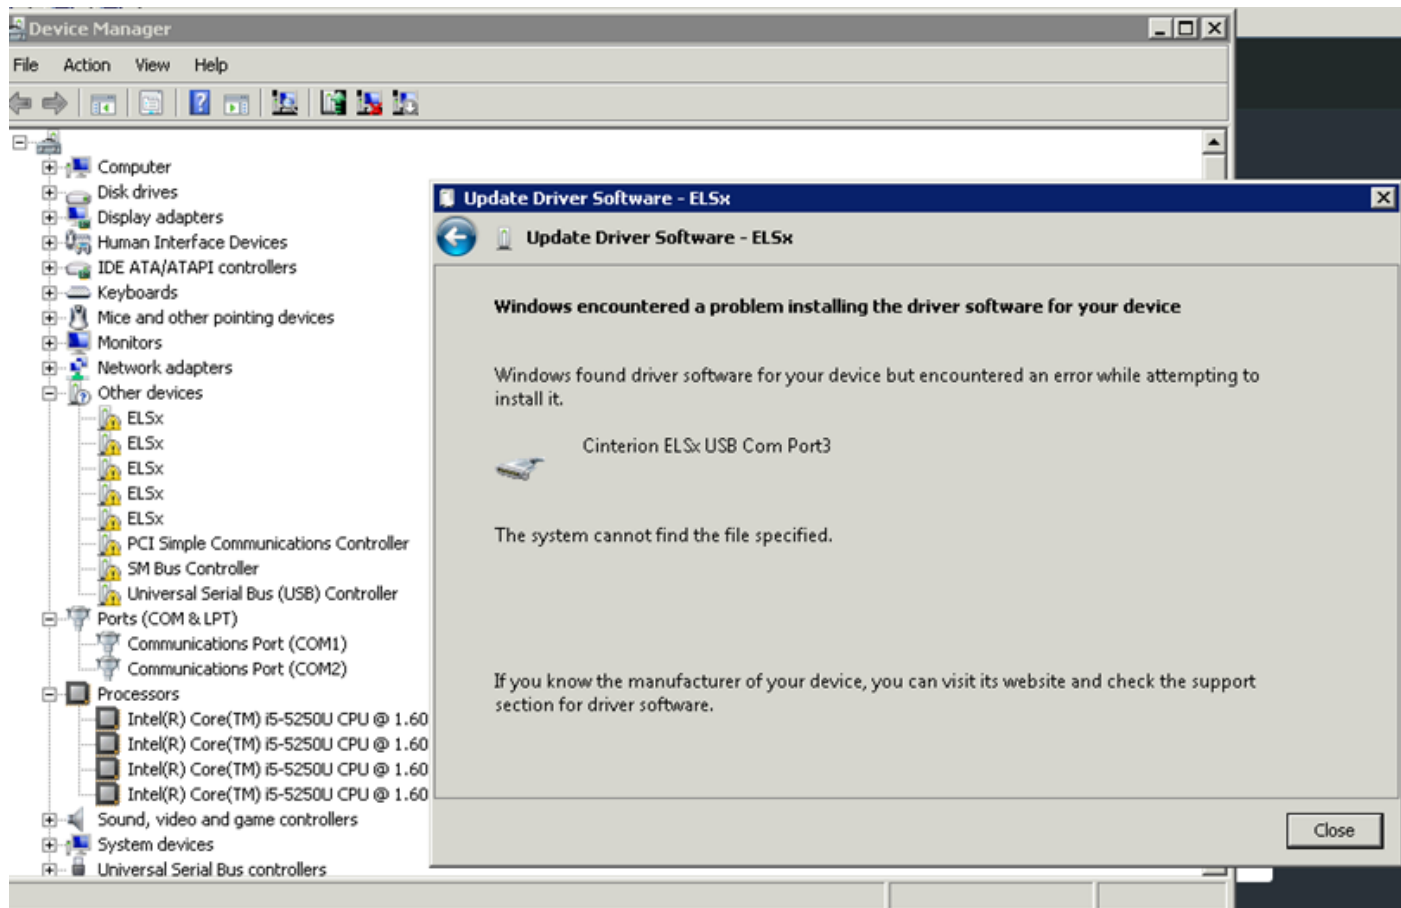 Device Manager
File Action View Help
Computer
Disk drives
Display adapters
Human Interface Devices
IDE ATA/ATAPI controllers
Keyboards
Mice and other pointing devices
Monitors
Network adapters
Other devices
ELSx
ELSx
ELSx
ELSx
ELSx
PCI Simple Communications Controller
SM Bus Controller
Universal Serial Bus (USB) Controller
Ports (COM & LPT)
Communications Port (COM1)
Communications Port (COM2)
Processors
Intel(R) Core(TM) i5-5250U CPU @ 1.60
Intel(R) Core(TM) i5-5250U CPU @ 1.60
Intel(R) Core(TM) i5-5250U CPU @ 1.60
Intel(R) Core(TM) i5-5250U CPU @ 1.60
Sound, video and game controllers
System devices
Universal Serial Bus controllers
Update Driver Software - ELSx
Update Driver Software - ELSx
Windows encountered a problem installing the driver software for your device
Windows found driver software for your device but encountered an error while attempting to
install it.
Cinterion ELSx USB Com Port3
The system cannot find the file specified.
If you know the manufacturer of your device, you can visit its website and check the support
section for driver software.
Close